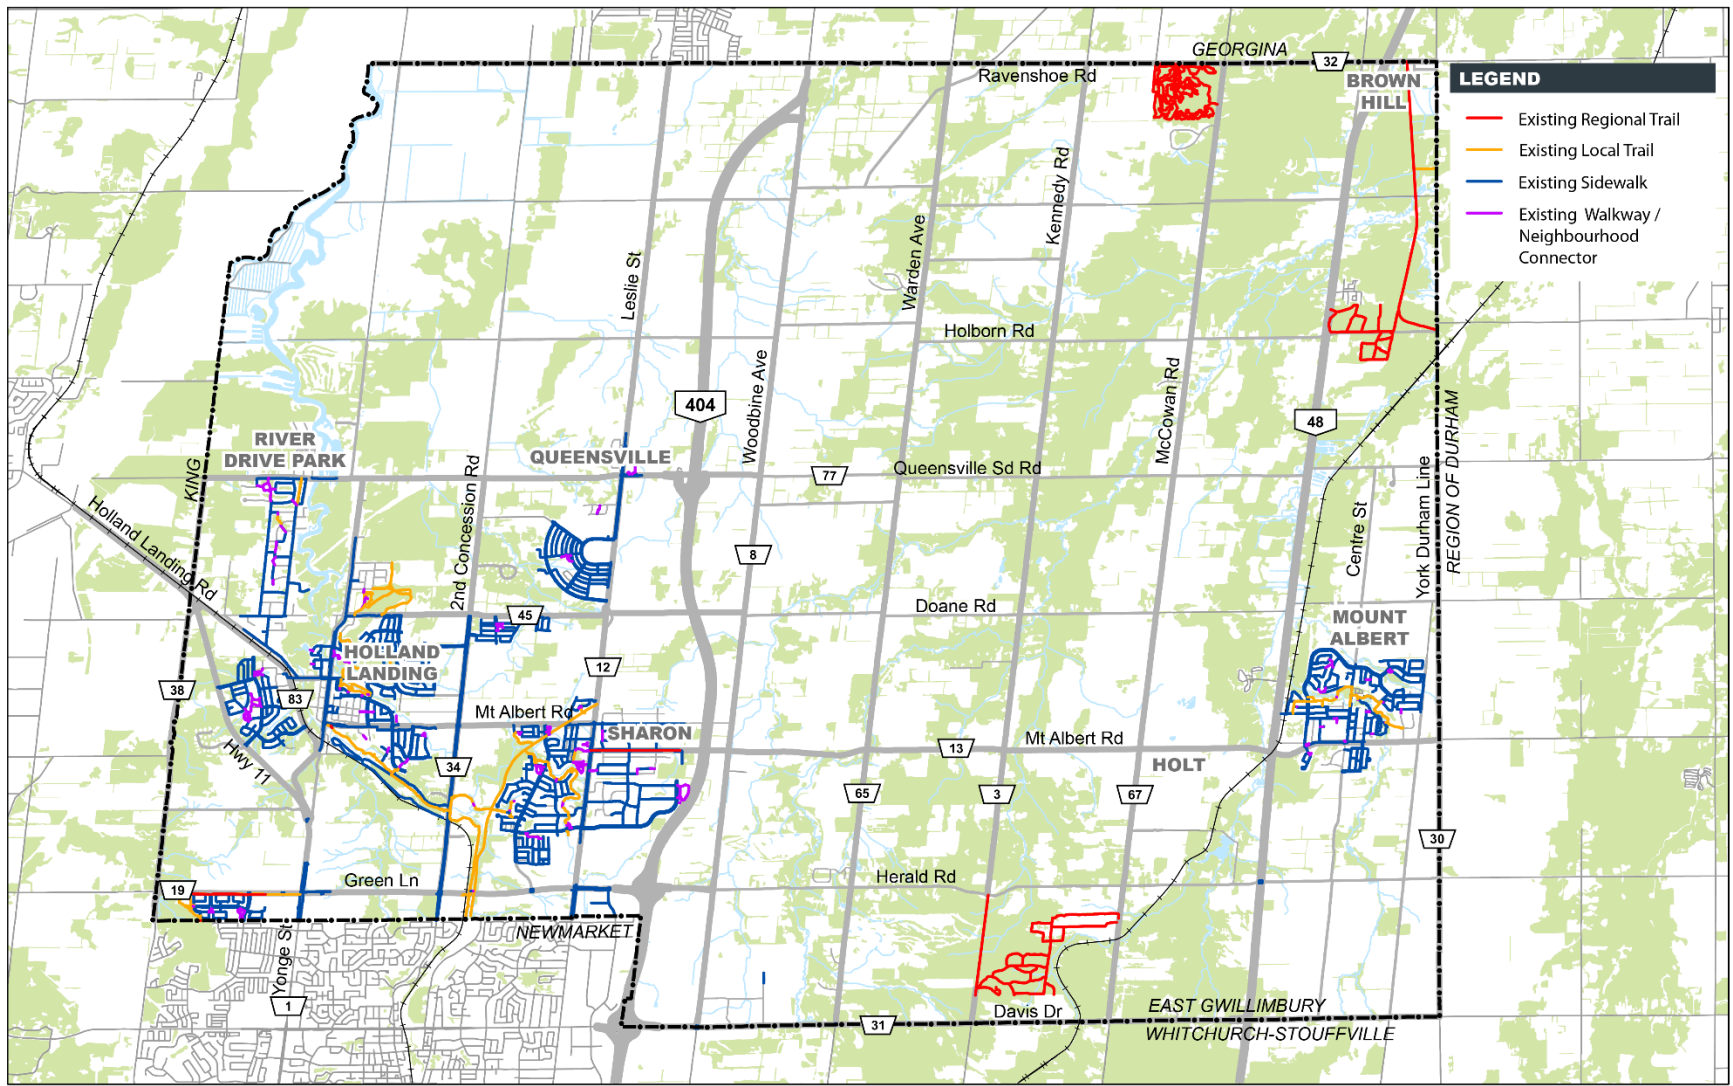 GEORGINA
32
Ravenshoe Rd
BROWN
HILL
LEGEND
Existing Regional Trail
Existing Local Trail
Existing Sidewalk
Existing Walkway /
Neighbourhood
Connector
Kennedy Rd
Warden Ave
Leslie St
Holborn Rd
Woodbine Ave
McCowan Rd
404
48
REGION OF DURHAM
York Durham Line
Centre St
RIVER
DRIVE PARK
KING
QUEENSVILLE
2nd Concession Rd
77
Queensville Sd Rd
Holland Landing Rd
8
45
Doane Rd
MOUNT
ALBERT
HOLLAND
LANDING
12
38
83
Mt Albert Rd
SHARON
Hwy 11
34
13
Mt Albert Rd
HOLT
65
3
67
30
19
Green Ln
Herald Rd
NEWMARKET
Yonge St
1
Davis Dr
31
EAST GWILLIMBURY
WHITCHURCH-STOUFFVILLE